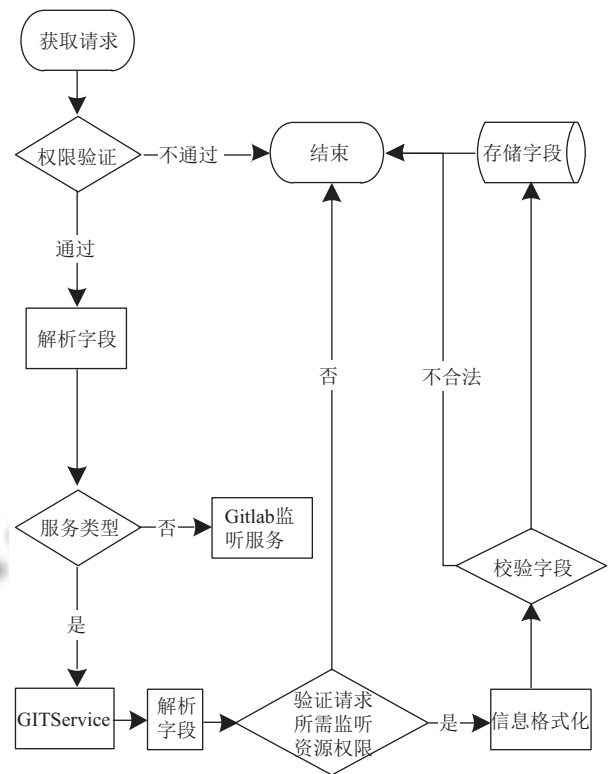 获取请求
权限验证
不通过
结束
存储字段
通过
解析字段
否
不合法
服务类型
否
Gitlab监
听服务
校验字段
是
GITService
解析
字段
验证请求
所需监听
资源权限
是
信息格式化